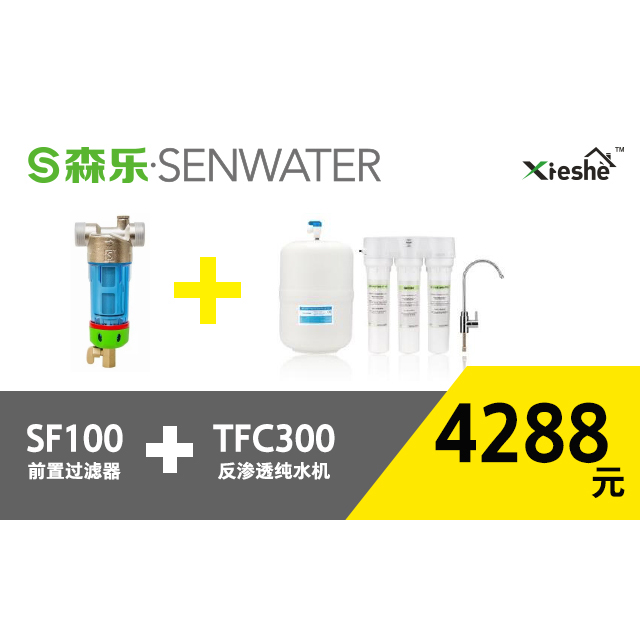 S森乐·SENWATER
Xieshe™
SF100 + TFC300
前置过滤器 反渗透纯水机
4288
元